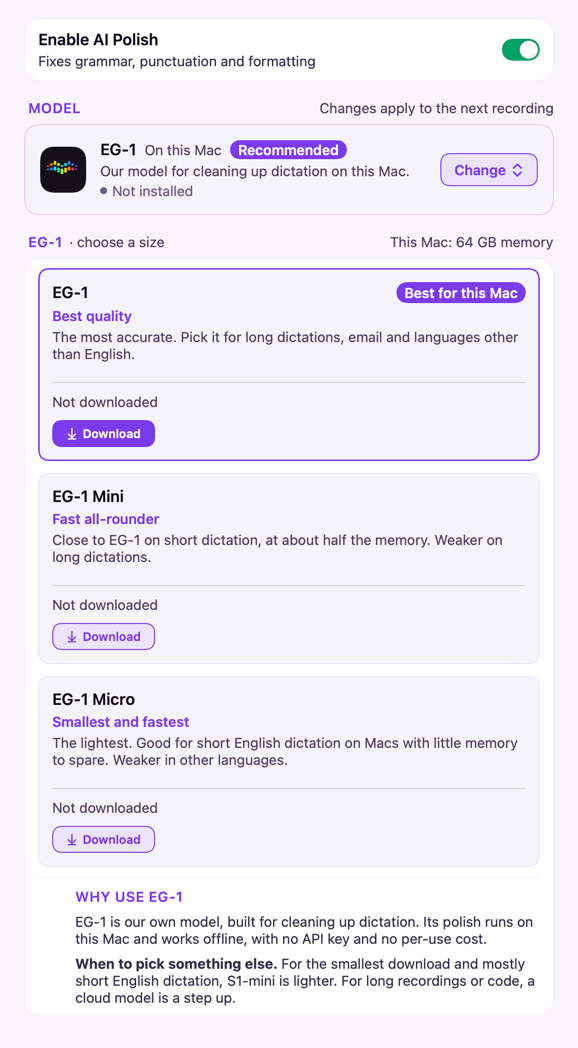 Enable AI Polish
Fixes grammar, punctuation and formatting
MODEL
Changes apply to the next recording
EG-1 On this Mac Recommended
Our model for cleaning up dictation on this Mac.
Not installed
Change
EG-1 · choose a size
This Mac: 64 GB memory
EG-1
Best for this Mac
Best quality
The most accurate. Pick it for long dictations, email and languages other
than English.
Not downloaded
Download
EG-1 Mini
Fast all-rounder
Close to EG-1 on short dictation, at about half the memory. Weaker on
long dictations.
Not downloaded
Download
EG-1 Micro
Smallest and fastest
The lightest. Good for short English dictation on Macs with little memory
to spare. Weaker in other languages.
Not downloaded
Download
WHY USE EG-1
EG-1 is our own model, built for cleaning up dictation. Its polish runs on
this Mac and works offline, with no API key and no per-use cost.
When to pick something else. For the smallest download and mostly
short English dictation, S1-mini is lighter. For long recordings or code, a
cloud model is a step up.